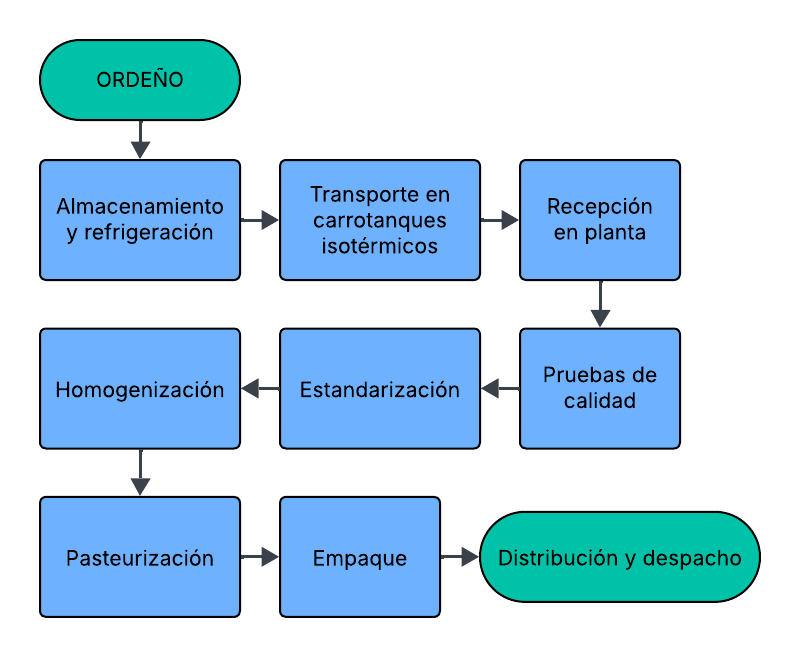 ORDEÑO
Almacenamiento
y refrigeración
Transporte en
carrotanques
isotérmicos
Recepción
en planta
Pruebas de
calidad
Estandarización
Homogenización
Pasteurización
Empaque
Distribución y despacho